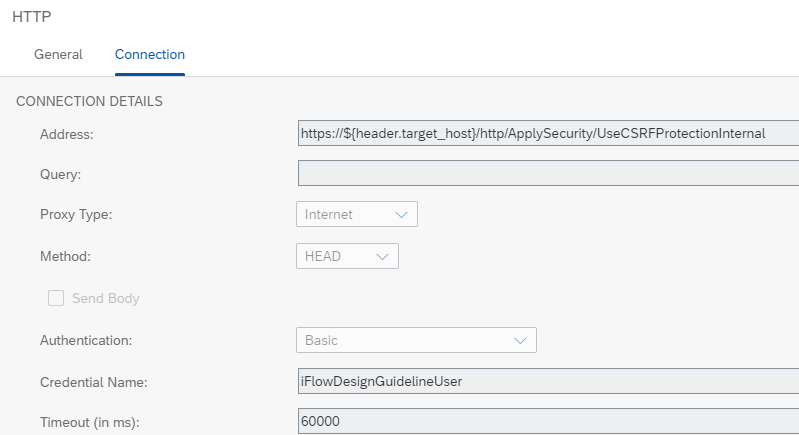 HTTP
General Connection
CONNECTION DETAILS
Address: https://${header.target_host}/http/ApplySecurity/UseCSRFProtectionInternal
Query:
Proxy Type: Internet
Method: HEAD
Send Body
Authentication: Basic
Credential Name: iFlowDesignGuidelineUser
Timeout (in ms): 60000